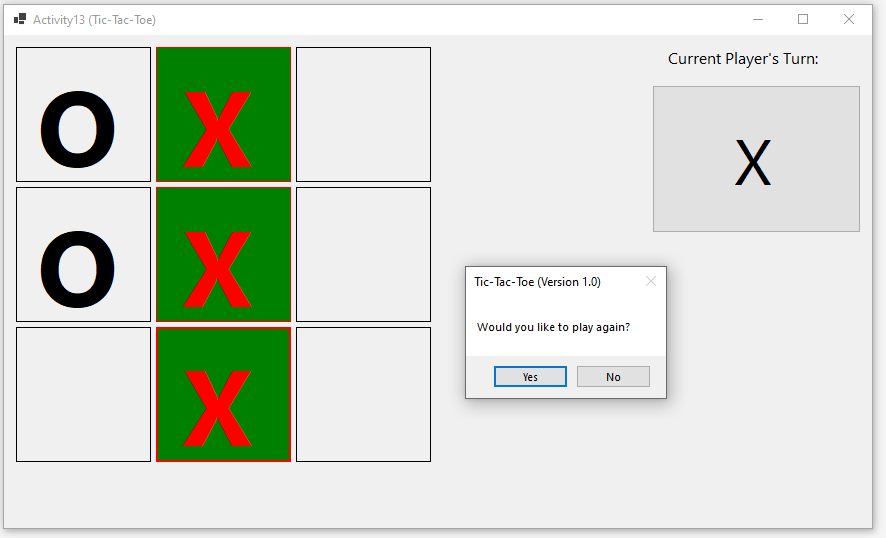 Activity13 (Tic-Tac-Toe)
Current Player's Turn:
O X
X
O X
Tic-Tac-Toe (Version 1.0)
Would you like to play again?
Yes No
X